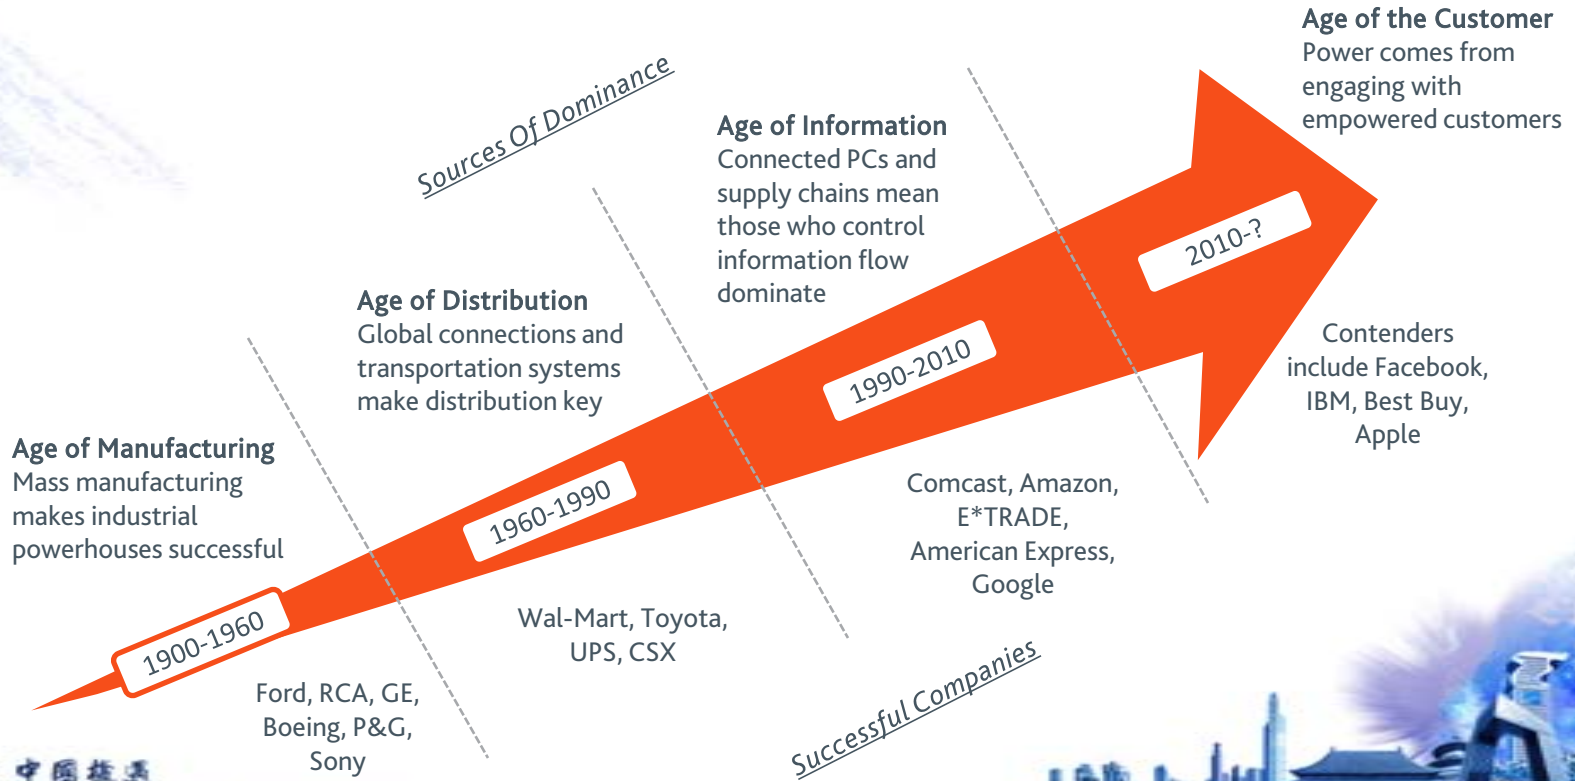 Age of the Customer
Power comes from
engaging with
empowered customers
Sources Of Dominance
Age of Information
Connected PCs and
supply chains mean
those who control
information flow
dominate
Age of Distribution
Global connections and
transportation systems
make distribution key
Age of Manufacturing
Mass manufacturing
makes industrial
powerhouses successful
1900-1960
1960-1990
1990-2010
2010-?
Ford, RCA, GE,
Boeing, P&G,
Sony
Wal-Mart, Toyota,
UPS, CSX
Comcast, Amazon,
E*TRADE,
American Express,
Google
Contenders
include Facebook,
IBM, Best Buy,
Apple
Successful Companies
中国